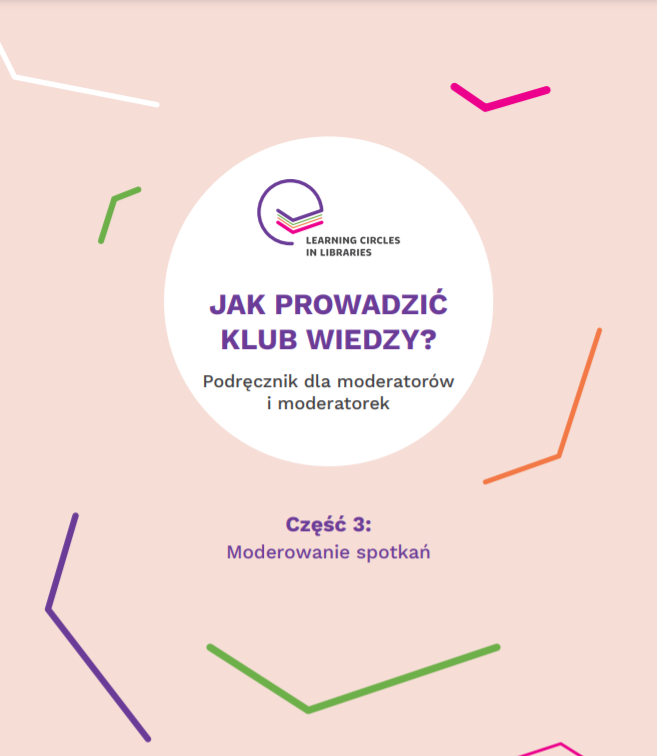 LEARNING CIRCLES
IN LIBRARIES
JAK PROWADZIĆ
KLUB WIEDZY?
Podręcznik dla moderatorów
i moderatorek
Część 3:
Moderowanie spotkań